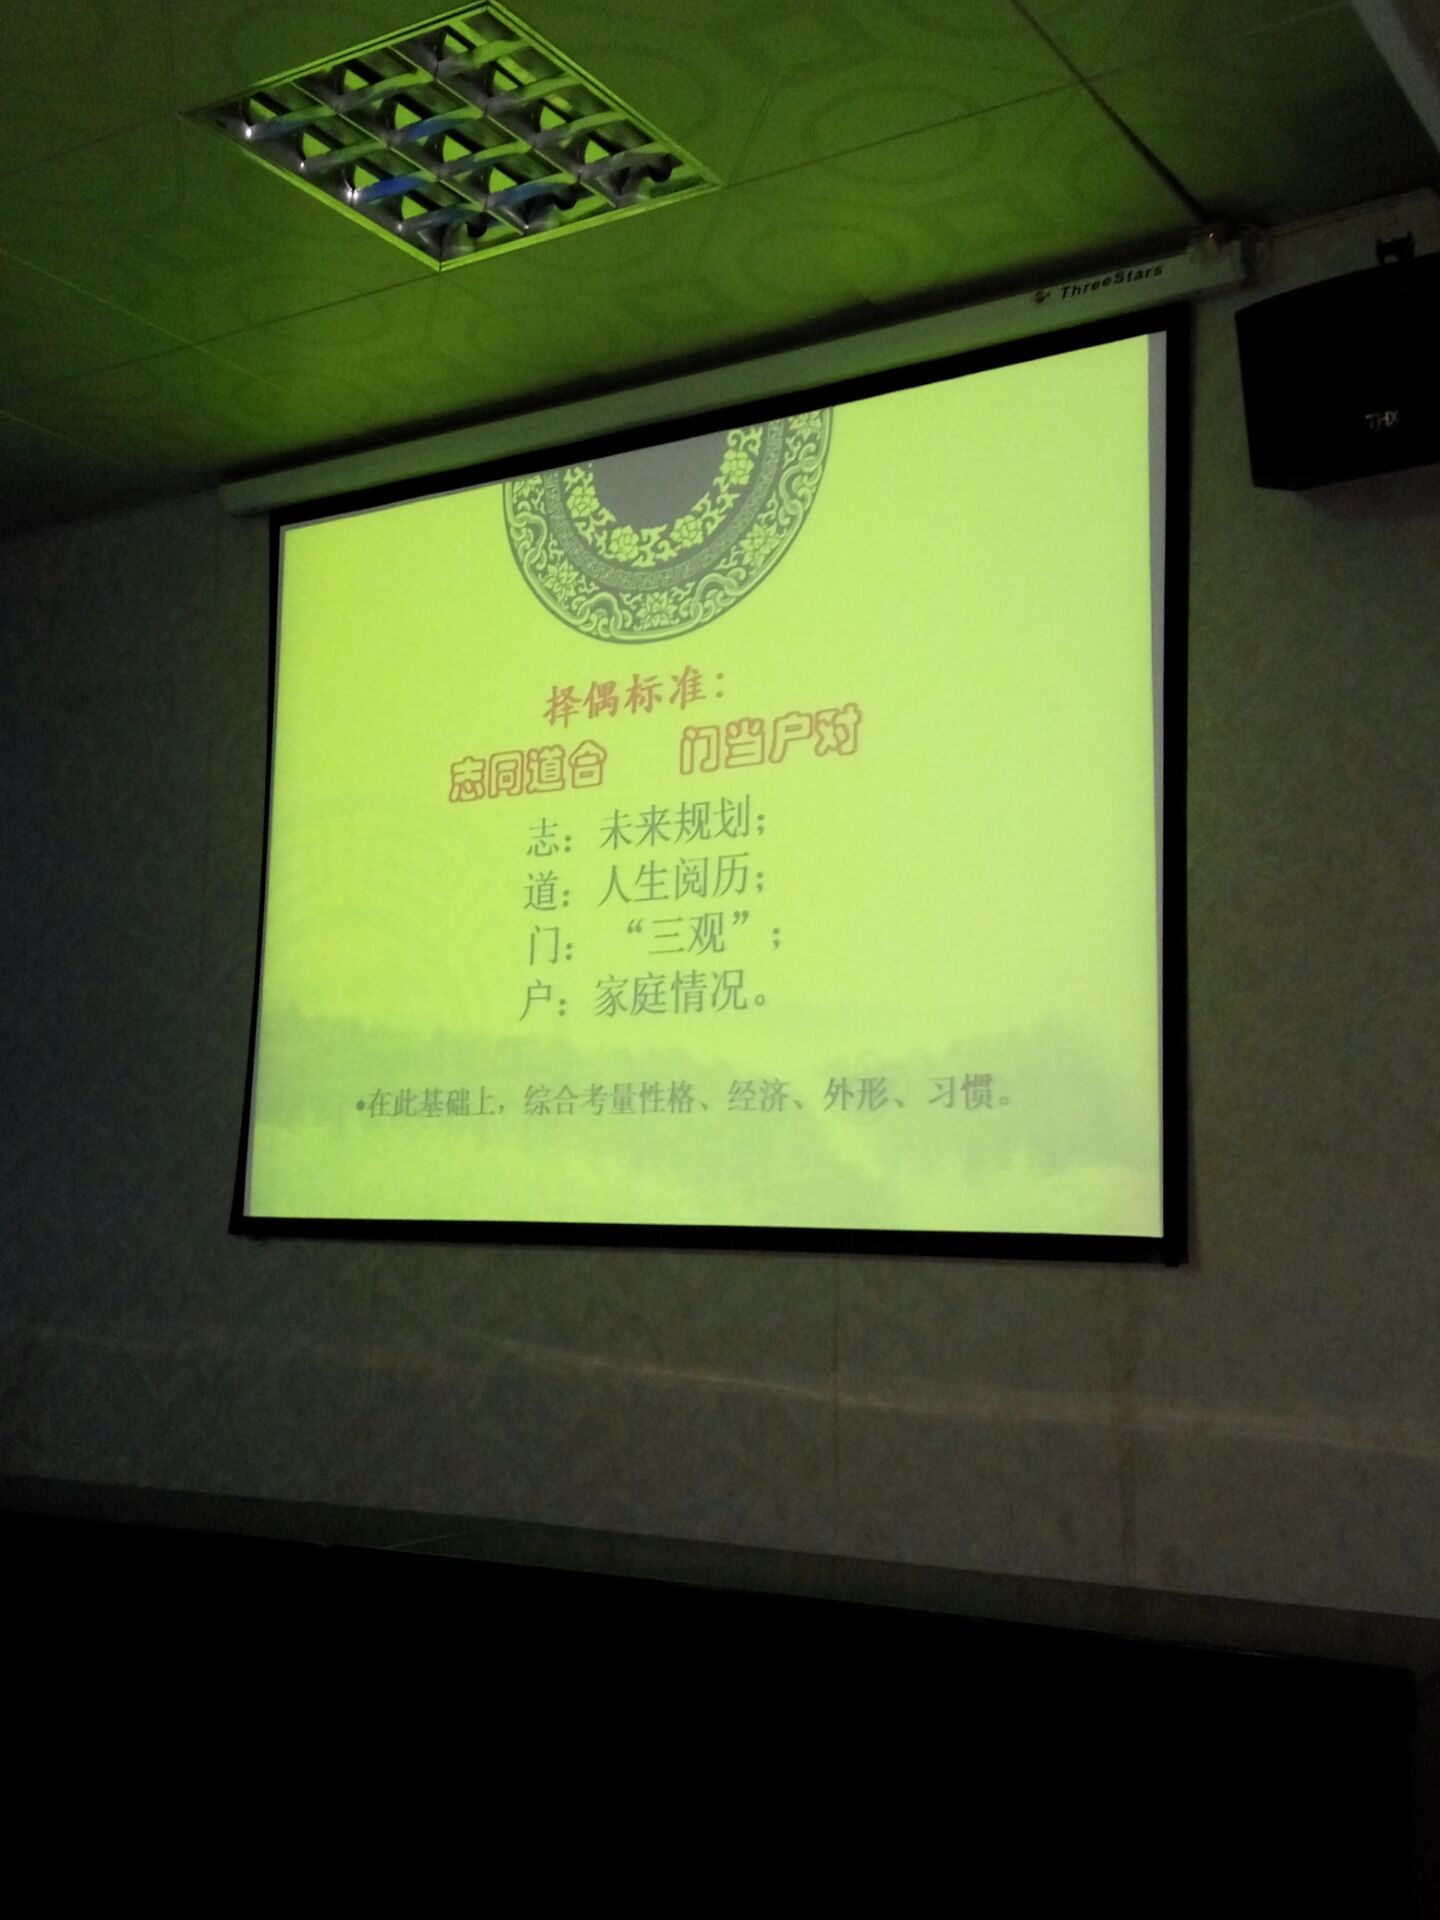 ThreeStars
THX
择偶标准：
志同道合 门当户对
志：未来规划；
道：人生阅历；
门：“三观”；
户：家庭情况。
•在此基础上，综合考量性格、经济、外形、习惯。